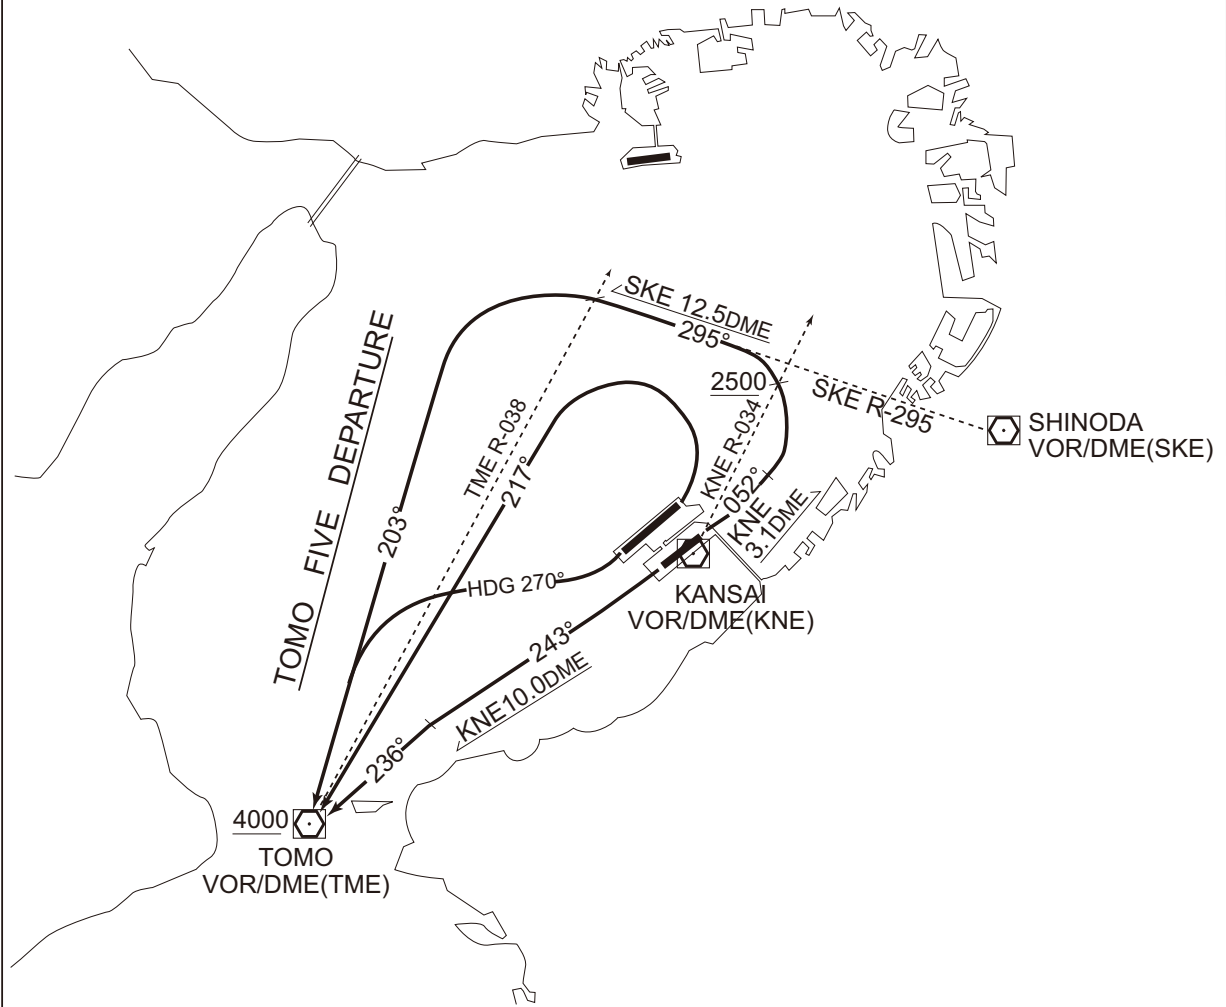 SKE 12.5DME
295°
2500
SKE R-295
SHINODA
VOR/DME(SKE)
TOMO FIVE DEPARTURE
TME R-038
217°
KNE R-034
052°
KNE
3.1DME
203°
HDG 270°
KANSAI
VOR/DME(KNE)
243°
KNE10.0DME
236°
4000
TOMO
VOR/DME(TME)